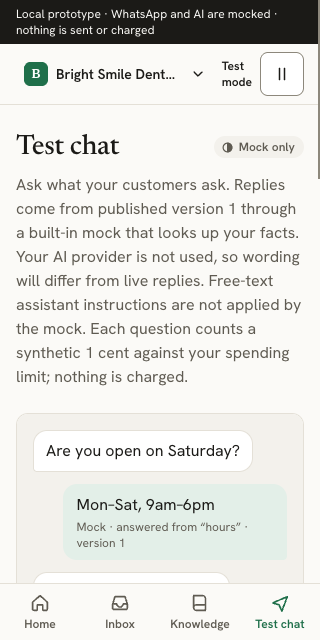 Local prototype · WhatsApp and AI are mocked ·
nothing is sent or charged
B Bright Smile Dent...
Test
mode
Test chat
Mock only
Ask what your customers ask. Replies
come from published version 1 through
a built-in mock that looks up your facts.
Your AI provider is not used, so wording
will differ from live replies. Free-text
assistant instructions are not applied by
the mock. Each question counts a
synthetic 1 cent against your spending
limit; nothing is charged.
Are you open on Saturday?
Mon–Sat, 9am–6pm
Mock · answered from “hours” ·
version 1
Home
Inbox
Knowledge
Test chat